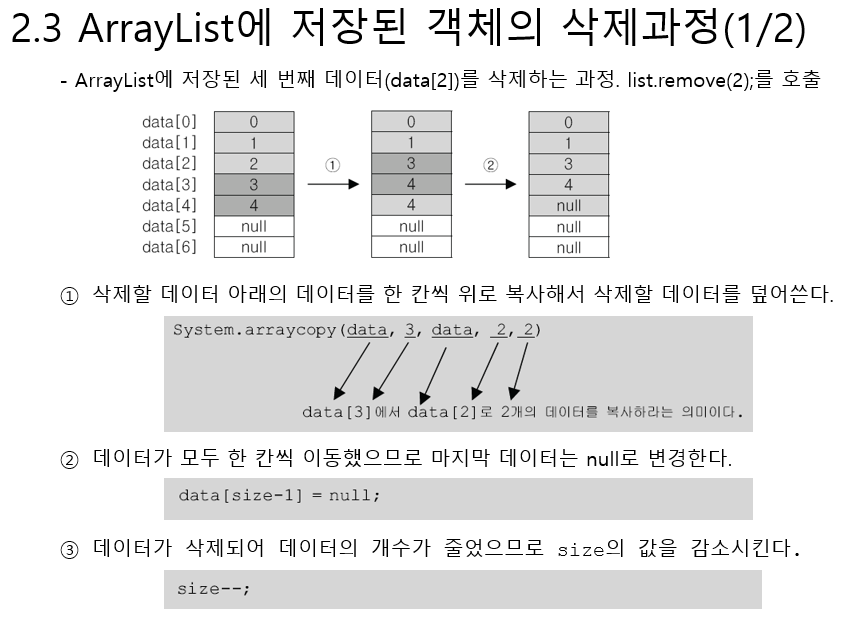 2.3 ArrayList에 저장된 객체의 삭제과정(1/2)
- ArrayList에 저장된 세 번째 데이터(data[2])를 삭제하는 과정. list.remove(2);를 호출
data[0] 0 0 0
data[1] 1 1 1
data[2] 2 ① 3 ② 3
data[3] 3 4 4
data[4] 4 4 null
data[5] null null null
data[6] null null null
① 삭제할 데이터 아래의 데이터를 한 칸씩 위로 복사해서 삭제할 데이터를 덮어쓴다.
System.arraycopy(data, 3, data, 2, 2)
data[3]에서 data[2]로 2개의 데이터를 복사하라는 의미이다.
② 데이터가 모두 한 칸씩 이동했으므로 마지막 데이터는 null로 변경한다.
data[size-1] = null;
③ 데이터가 삭제되어 데이터의 개수가 줄었으므로 size의 값을 감소시킨다.
size--;